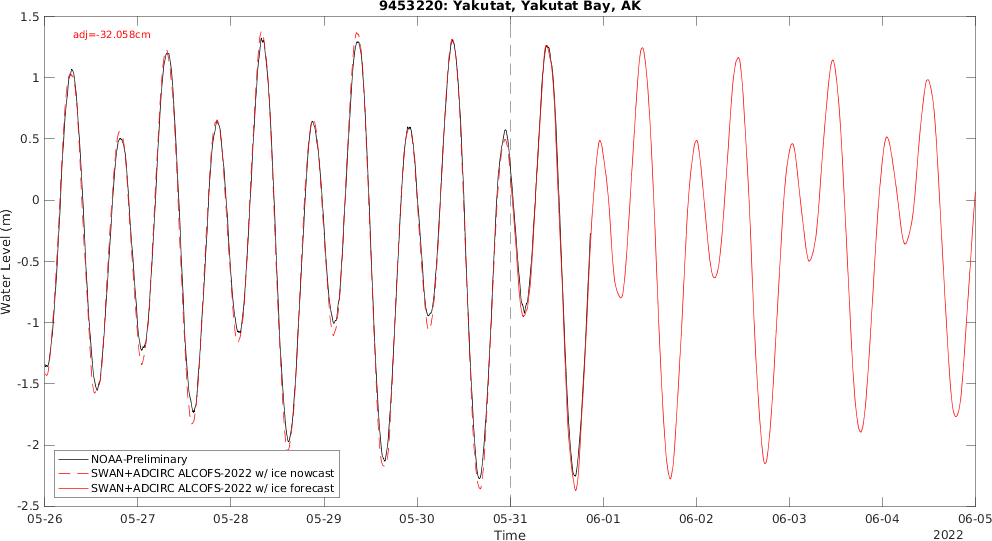 9453220: Yakutat, Yakutat Bay, AK
adj=-32.058cm
1.5
1
0.5
0
-0.5
-1
-1.5
-2
-2.5
Water Level (m)
NOAA-Preliminary
SWAN+ADCIRC ALCOFS-2022 w/ ice nowcast
SWAN+ADCIRC ALCOFS-2022 w/ ice forecast
05-26 05-27 05-28 05-29 05-30 05-31 06-01 06-02 06-03 06-04 06-05
Time
2022